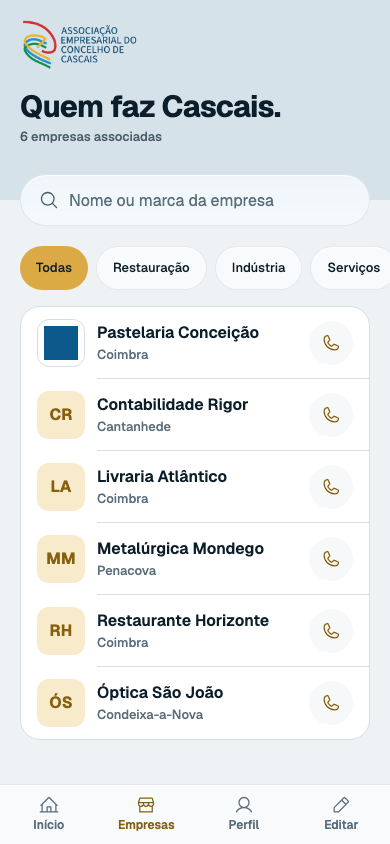 ASSOCIAÇÃO
EMPRESARIAL DO
CONCELHO DE
CASCAIS
Quem faz Cascais.
6 empresas associadas
Nome ou marca da empresa
Todas
Restauração
Indústria
Serviços
Pastelaria Conceição
Coimbra
CR
Contabilidade Rigor
Cantanhede
LA
Livraria Atlântico
Coimbra
MM
Metalúrgica Mondego
Penacova
RH
Restaurante Horizonte
Coimbra
ÓS
Óptica São João
Condeixa-a-Nova
Início
Empresas
Perfil
Editar